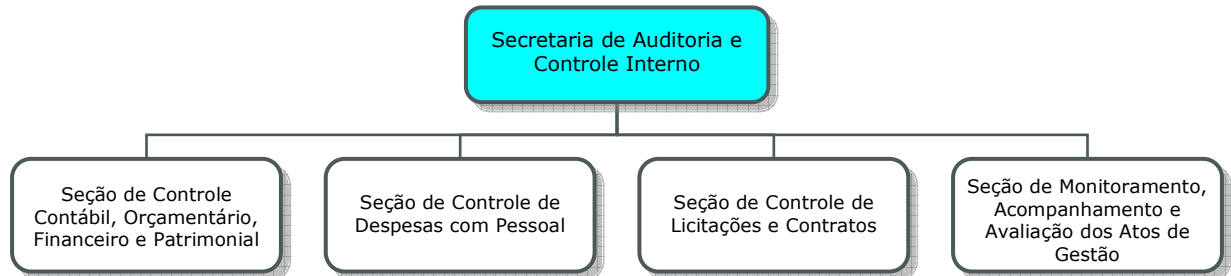 Secretaria de Auditoria e
Controle Interno
Seção de Controle
Contábil, Orçamentário,
Financeiro e Patrimonial
Seção de Controle de
Despesas com Pessoal
Seção de Controle de
Licitações e Contratos
Seção de Monitoramento,
Acompanhamento e
Avaliação dos Atos de
Gestão